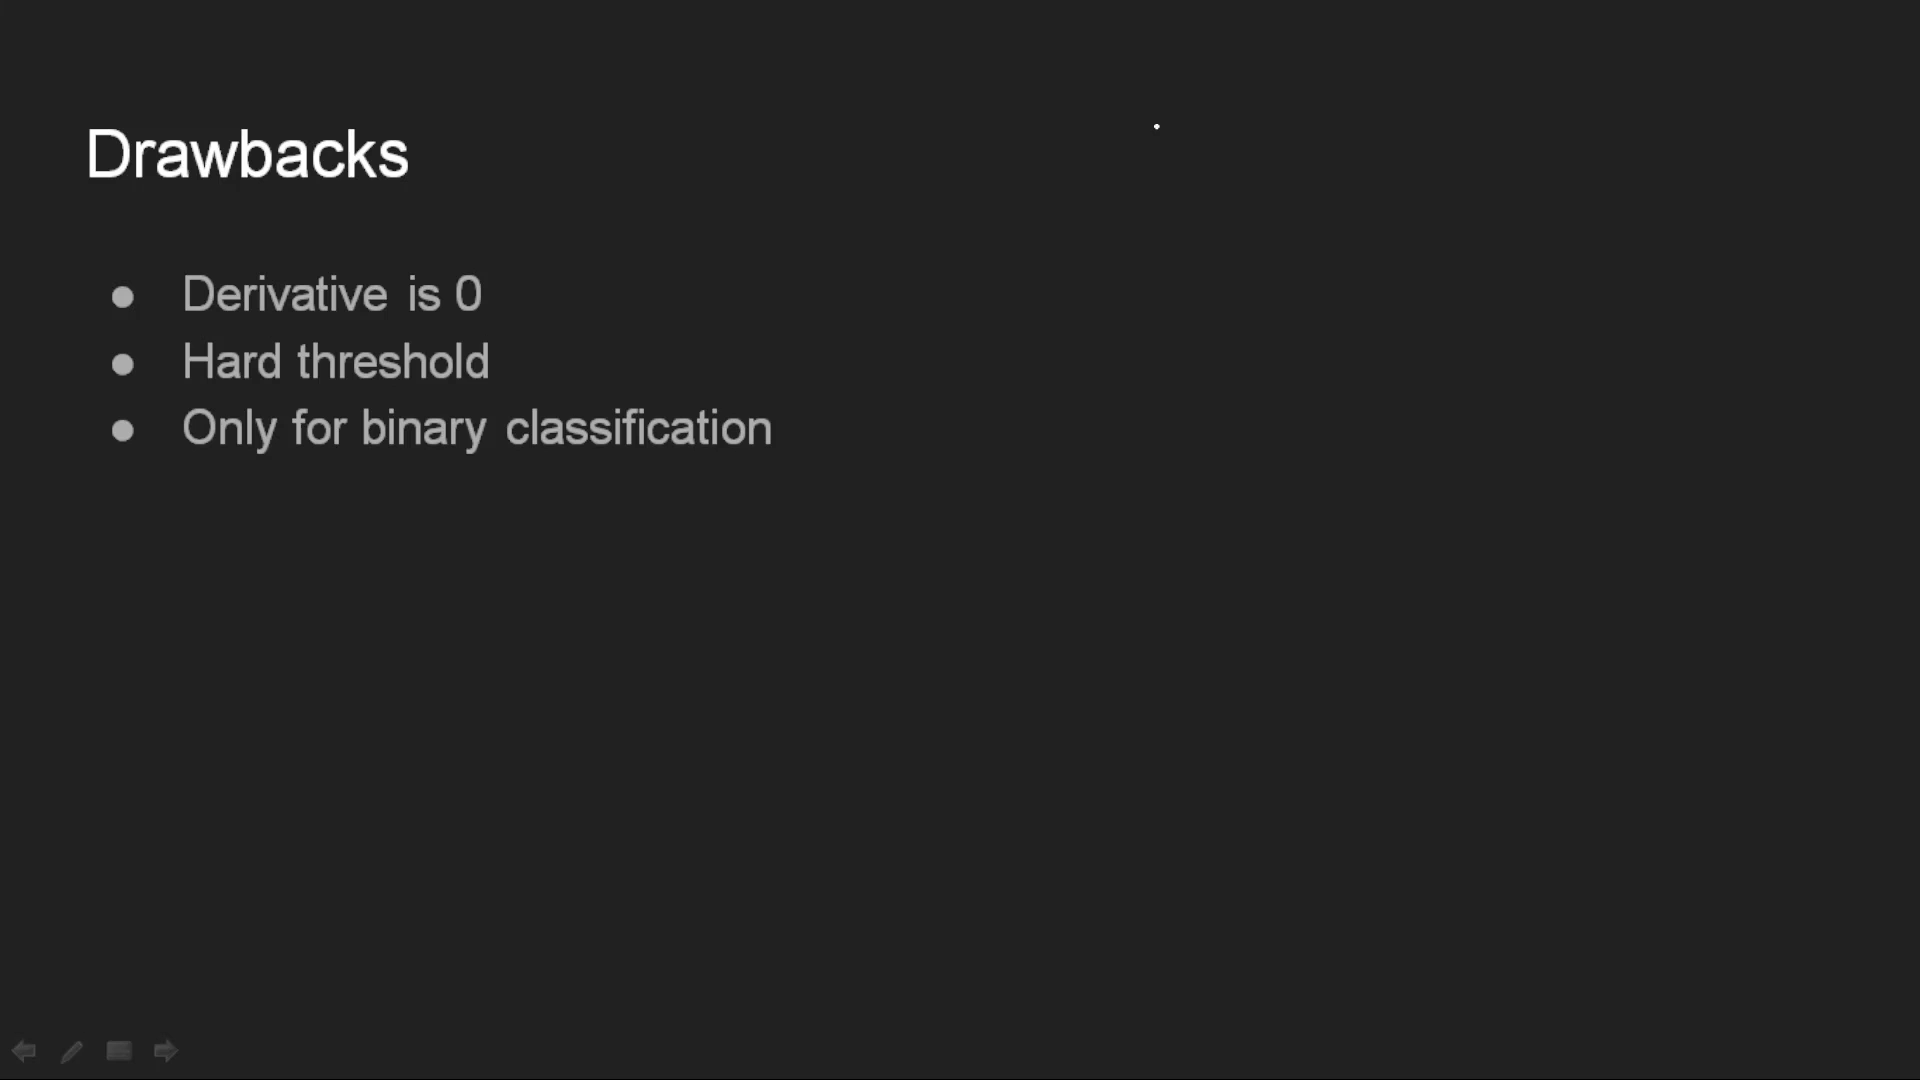 Drawbacks
● Derivative is 0
● Hard threshold
● Only for binary classification